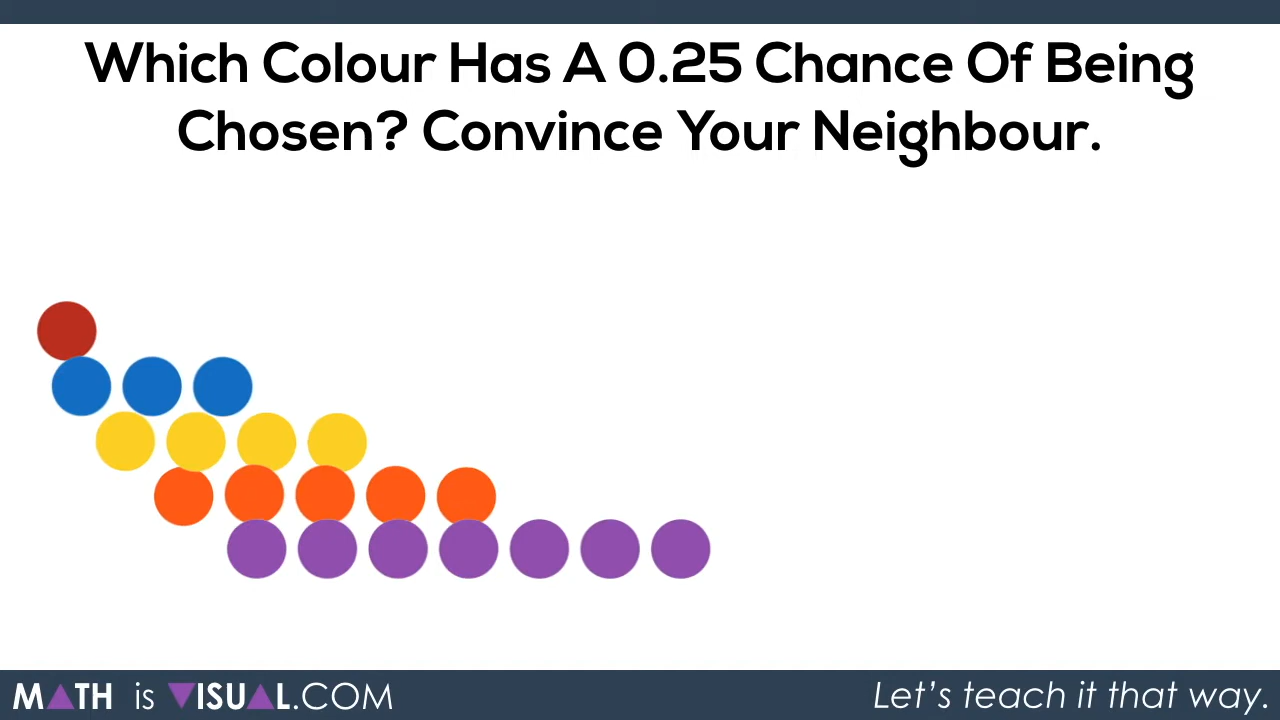 Which Colour Has A 0.25 Chance Of Being
Chosen? Convince Your Neighbour.
MATH is VISUAL.COM
Let's teach it that way.